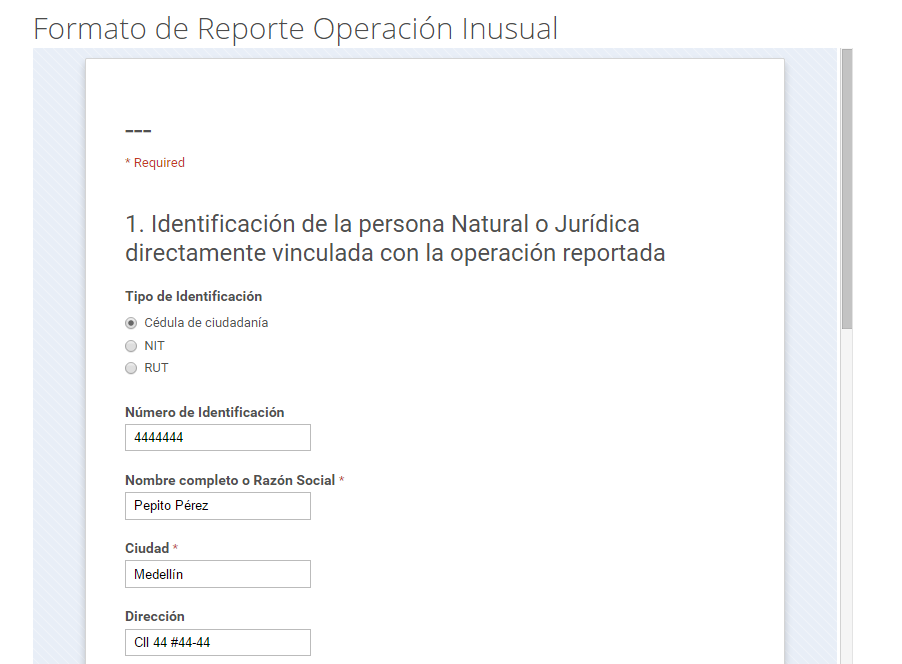 Formato de Reporte Operación Inusual
---
* Required
1. Identificación de la persona Natural o Jurídica
directamente vinculada con la operación reportada
Tipo de Identificación
Cédula de ciudadanía
NIT
RUT
Número de Identificación
4444444
Nombre completo o Razón Social *
Pepito Pérez
Ciudad *
Medellín
Dirección
Cll 44 #44-44